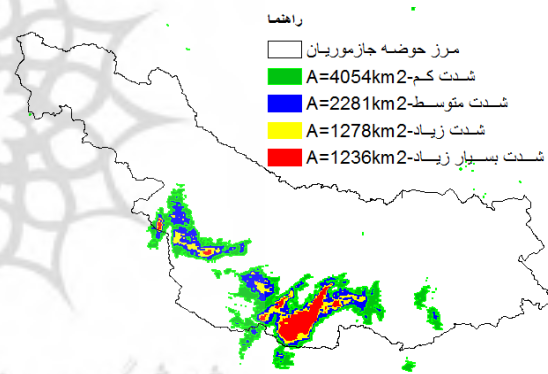 راهنما
مرز حوضه جازموریان
شدت کم-A=4054km2
شدت متوسط-A=2281km2
شدت زیاد-A=1278km2
شدت بسیار زیاد-A=1236km2